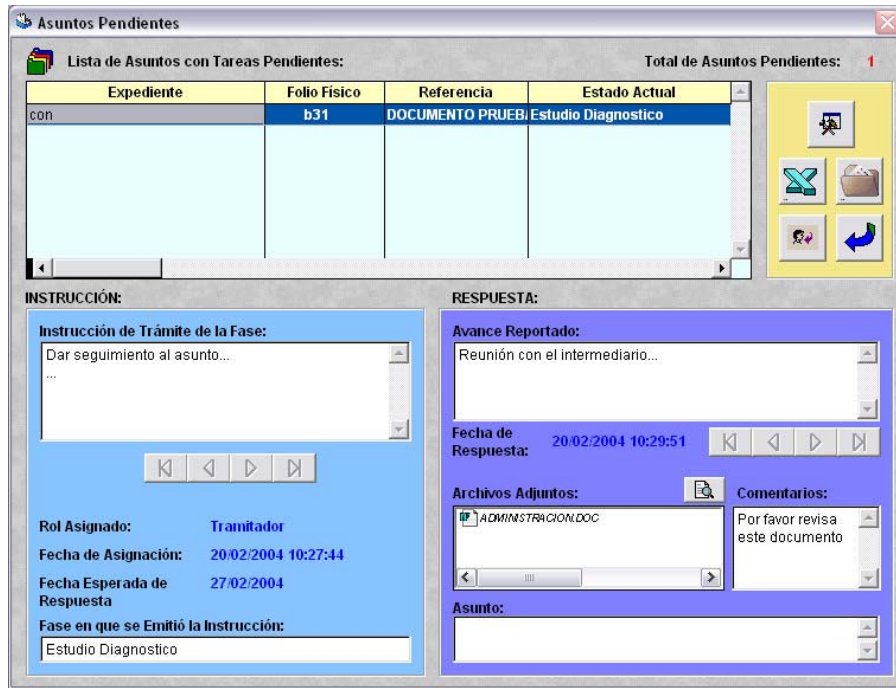 Asuntos Pendientes
Lista de Asuntos con Tareas Pendientes:
Total de Asuntos Pendientes: 1
Expediente Folio Físico Referencia Estado Actual
con b31 DOCUMENTO PRUEB Estudio Diagnostico
INSTRUCCIÓN:
Instrucción de Trámite de la Fase:
Dar seguimiento al asunto...
...
Rol Asignado: Tramitador
Fecha de Asignación: 20/02/2004 10:27:44
Fecha Esperada de
Respuesta
27/02/2004
Fase en que se Emitió la Instrucción:
Estudio Diagnostico
RESPUESTA:
Avance Reportado:
Reunión con el intermediario...
Fecha de
Respuesta:
20/02/2004 10:29:51
Archivos Adjuntos:
ADMINISTRACION.DOC
Comentarios:
Por favor revisa
este documento
Asunto: